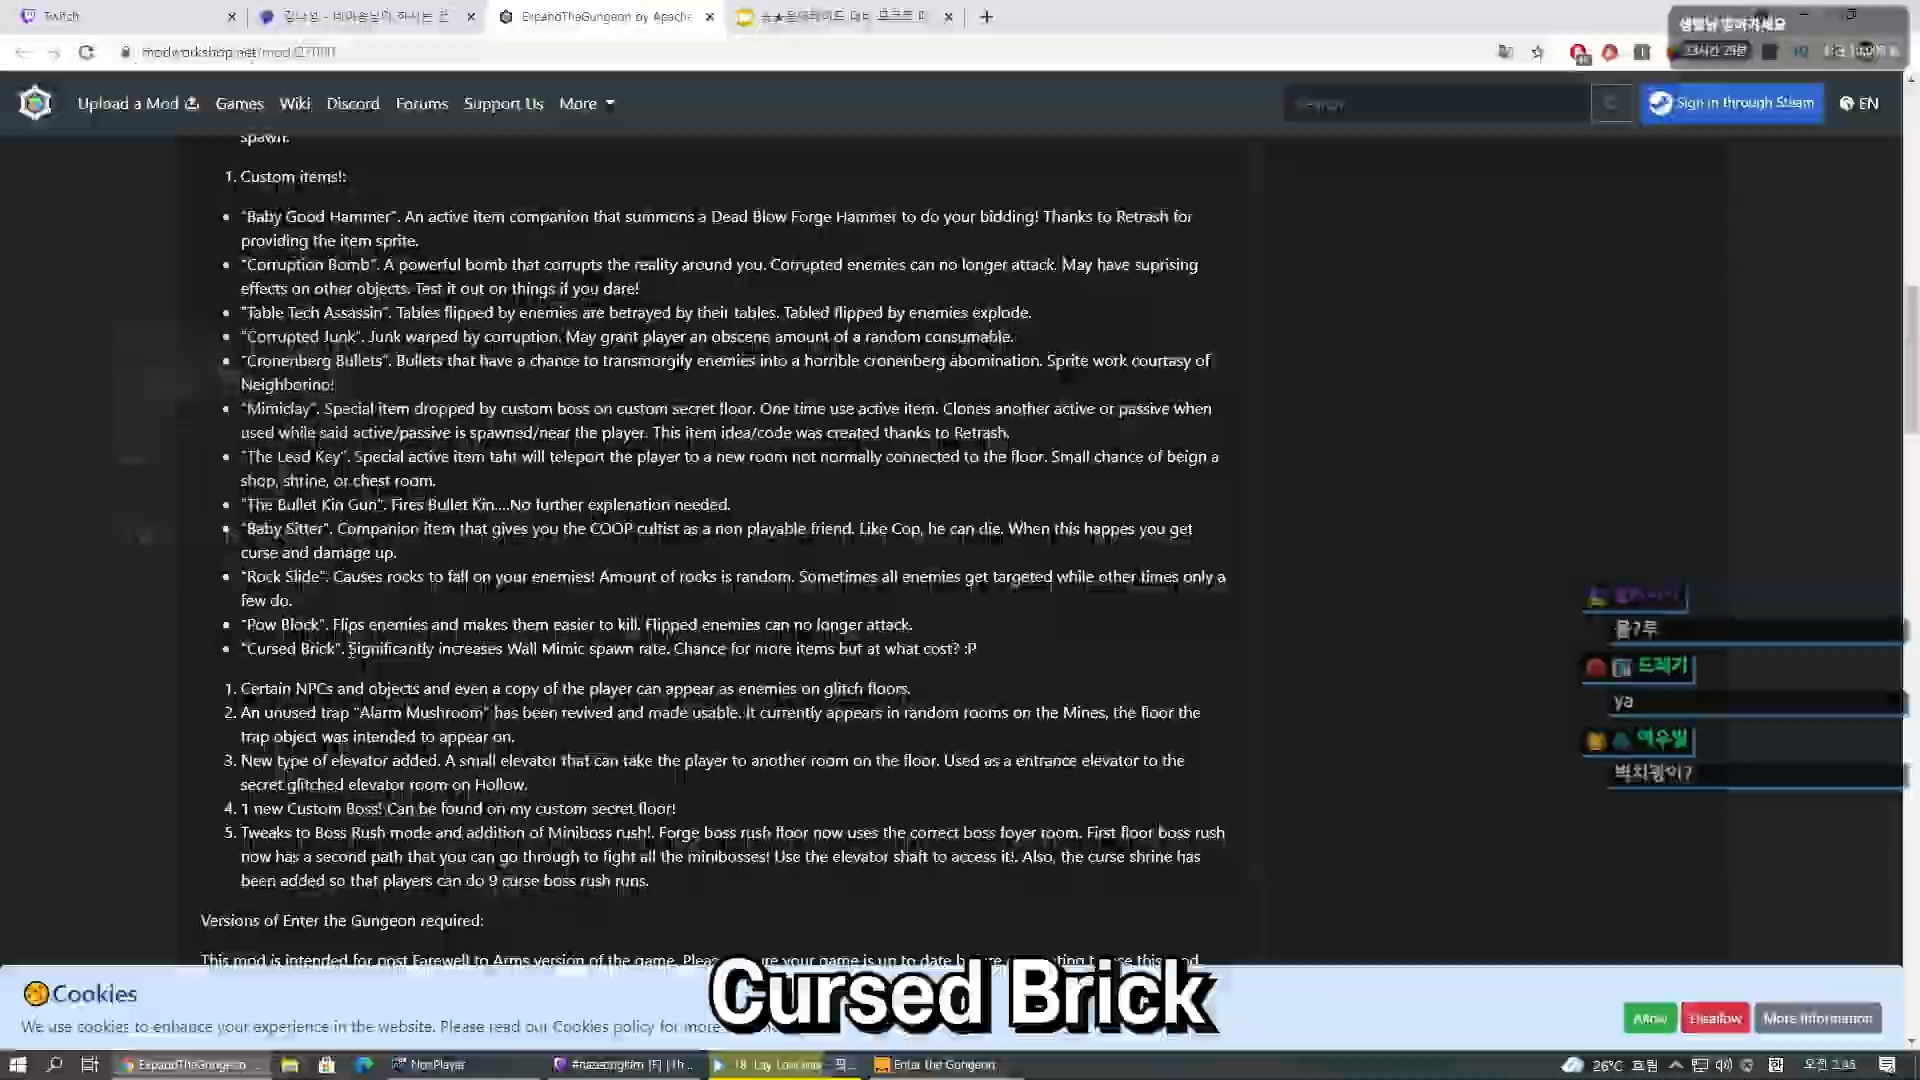 Twitch
ExpandTheGungeon by Apache
modworkshop.net/mod/27000
Upload a Mod
Games
Wiki
Discord
Forums
Support Us
More
Search
Sign in through Steam
EN
spawn.
1. Custom items!:
"Baby Good Hammer". An active item companion that summons a Dead Blow Forge Hammer to do your bidding! Thanks to Retrash for
providing the item sprite.
"Corruption Bomb". A powerful bomb that corrupts the reality around you. Corrupted enemies can no longer attack. May have suprising
effects on other objects. Test it out on things if you dare!
"Table Tech Assassin". Tables flipped by enemies are betrayed by their tables. Tabled flipped by enemies explode.
"Corrupted Junk". Junk warped by corruption. May grant player an obscene amount of a random consumable.
"Cronenberg Bullets". Bullets that have a chance to transmorgify enemies into a horrible cronenberg abomination. Sprite work courtasy of
Neighborino!
"Mimiclay". Special item dropped by custom boss on custom secret floor. One time use active item. Clones another active or passive when
used while said active/passive is spawned/near the player. This item idea/code was created thanks to Retrash.
"The Lead Key". Special active item taht will teleport the player to a new room not normally connected to the floor. Small chance of beign a
shop, shrine, or chest room.
"The Bullet Kin Gun". Fires Bullet Kin....No further explenation needed.
"Baby Sitter". Companion item that gives you the COOP cultist as a non playable friend. Like Cop, he can die. When this happes you get
curse and damage up.
"Rock Slide". Causes rocks to fall on your enemies! Amount of rocks is random. Sometimes all enemies get targeted while other times only a
few do.
"Pow Block". Flips enemies and makes them easier to kill. Flipped enemies can no longer attack.
"Cursed Brick". Significantly increases Wall Mimic spawn rate. Chance for more items but at what cost? :P
1. Certain NPCs and objects and even a copy of the player can appear as enemies on glitch floors.
2. An unused trap "Alarm Mushroom" has been revived and made usable. It currently appears in random rooms on the Mines, the floor the
trap object was intended to appear on.
3. New type of elevator added. A small elevator that can take the player to another room on the floor. Used as a entrance elevator to the
secret glitched elevator room on Hollow.
4. 1 new Custom Boss! Can be found on my custom secret floor!
5. Tweaks to Boss Rush mode and addition of Miniboss rush!. Forge boss rush floor now uses the correct boss foyer room. First floor boss rush
now has a second path that you can go through to fight all the minibosses! Use the elevator shaft to access it!. Also, the curse shrine has
been added so that players can do 9 curse boss rush runs.
Versions of Enter the Gungeon required:
This mod is intended for post Farewell to Arms version of the game.
드레기
ya
여우별
Cookies
We use cookies to enhance your experience in the website. Please read our Cookies policy for more
Allow
Disallow
More Information
Cursed Brick
ExpandTheGungeon
Enter the Gungeon
26°C 흐림